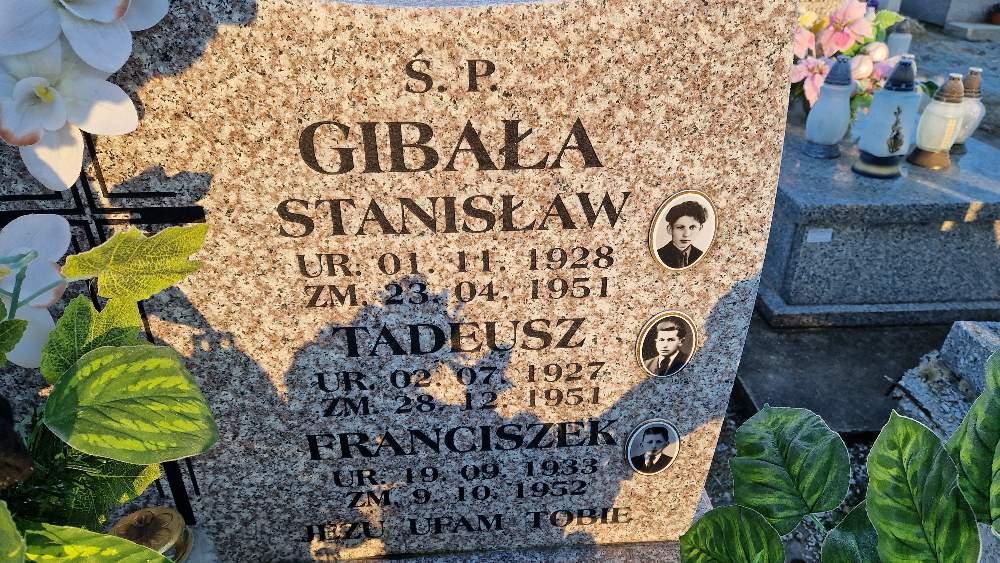 Ś. P.
GIBAŁA
STANISŁAW
UR. 01. 11. 1928
ZM. 23. 04. 1951
TADEUSZ
UR. 02. 07. 1927
ZM. 28. 12. 1951
FRANCISZEK
UR. 19. 09. 1933
ZM. 9. 10. 1952
JEZU UFAM TOBIE